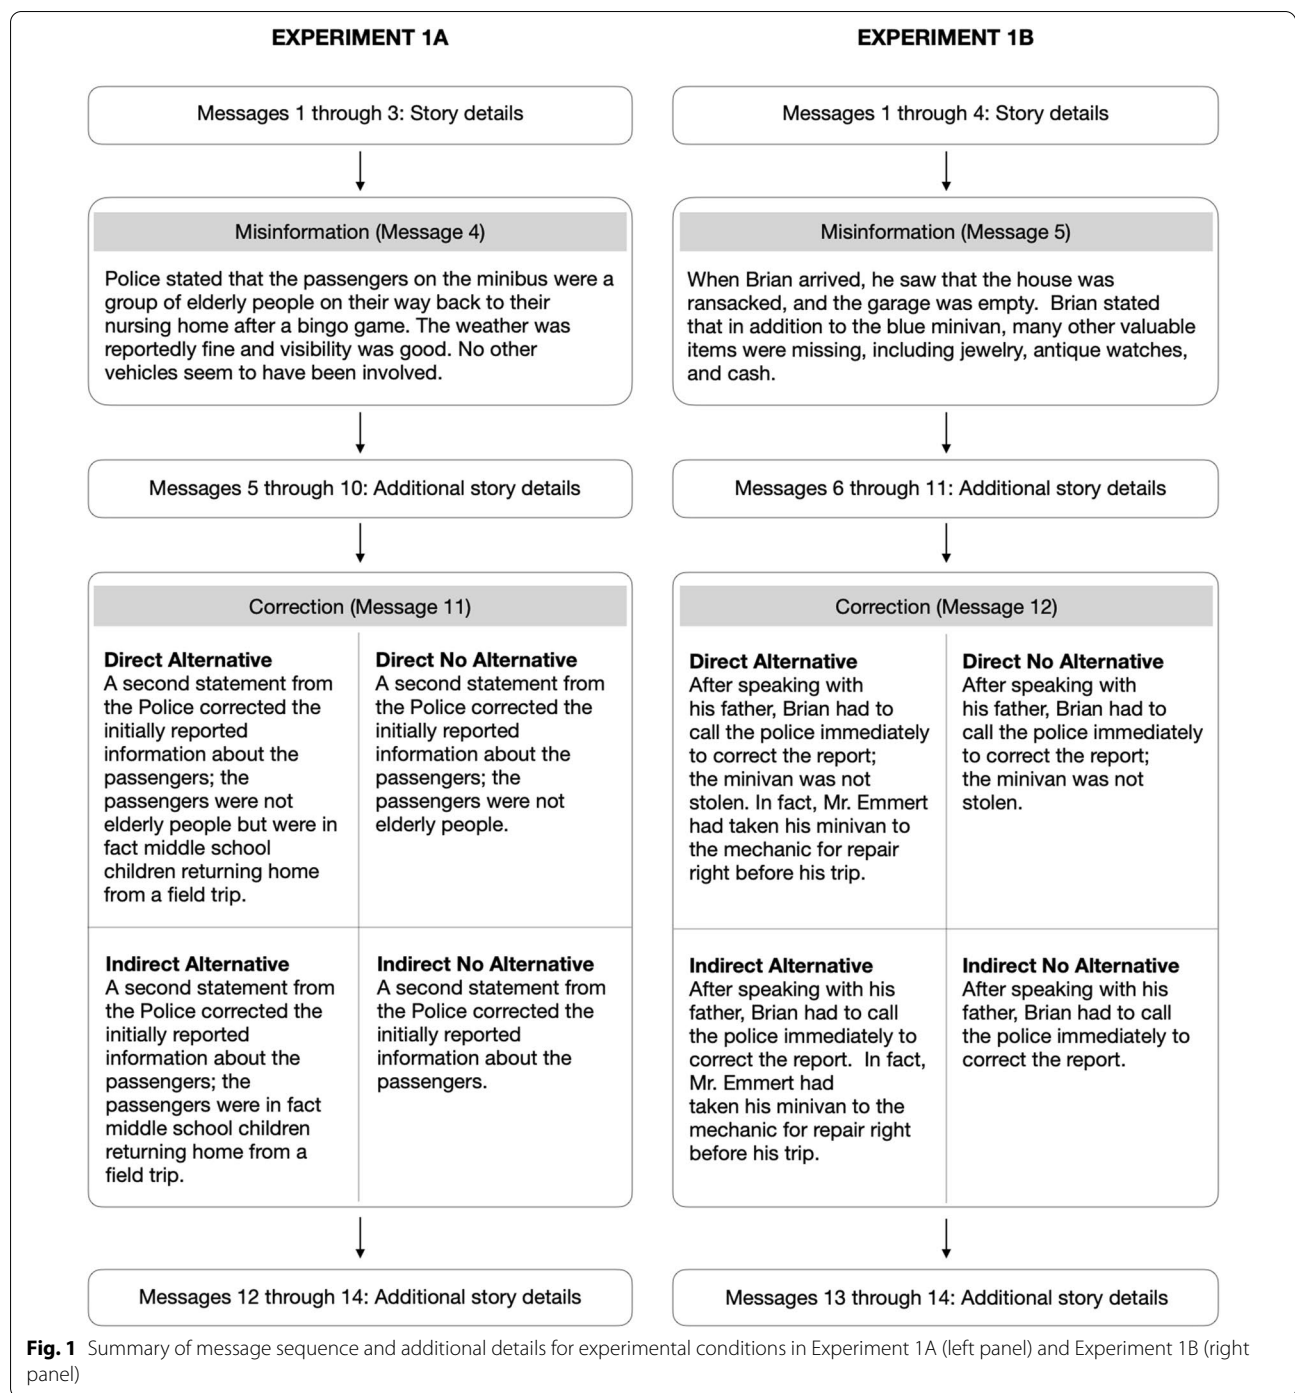 EXPERIMENT 1A
Messages 1 through 3: Story details
Misinformation (Message 4)
Police stated that the passengers on the minibus were a
group of elderly people on their way back to their
nursing home after a bingo game. The weather was
reportedly fine and visibility was good. No other
vehicles seem to have been involved.
Messages 5 through 10: Additional story details
Correction (Message 11)
Direct Alternative
A second statement from
the Police corrected the
initially reported
information about the
passengers; the
passengers were not
elderly people but were in
fact middle school
children returning home
from a field trip.
Direct No Alternative
A second statement from
the Police corrected the
initially reported
information about the
passengers; the
passengers were not
elderly people.
Indirect Alternative
A second statement from
the Police corrected the
initially reported
information about the
passengers; the
passengers were in fact
middle school children
returning home from a
field trip.
Indirect No Alternative
A second statement from
the Police corrected the
initially reported
information about the
passengers.
Messages 12 through 14: Additional story details
EXPERIMENT 1B
Messages 1 through 4: Story details
Misinformation (Message 5)
When Brian arrived, he saw that the house was
ransacked, and the garage was empty.  Brian stated
that in addition to the blue minivan, many other valuable
items were missing, including jewelry, antique watches,
and cash.
Messages 6 through 11: Additional story details
Correction (Message 12)
Direct Alternative
After speaking with
his father, Brian had to
call the police immediately
to correct the report;
the minivan was not
stolen. In fact, Mr. Emmert
had taken his minivan to
the mechanic for repair
right before his trip.
Direct No Alternative
After speaking with
his father, Brian had to
call the police immediately
to correct the report;
the minivan was not
stolen.
Indirect Alternative
After speaking with his
father, Brian had to call
the police immediately to
correct the report.  In fact,
Mr. Emmert had
taken his minivan to the
mechanic for repair right
before his trip.
Indirect No Alternative
After speaking with his
father, Brian had to call
the police immediately to
correct the report.
Messages 13 through 14: Additional story details
Fig. 1 Summary of message sequence and additional details for experimental conditions in Experiment 1A (left panel) and Experiment 1B (right
panel)